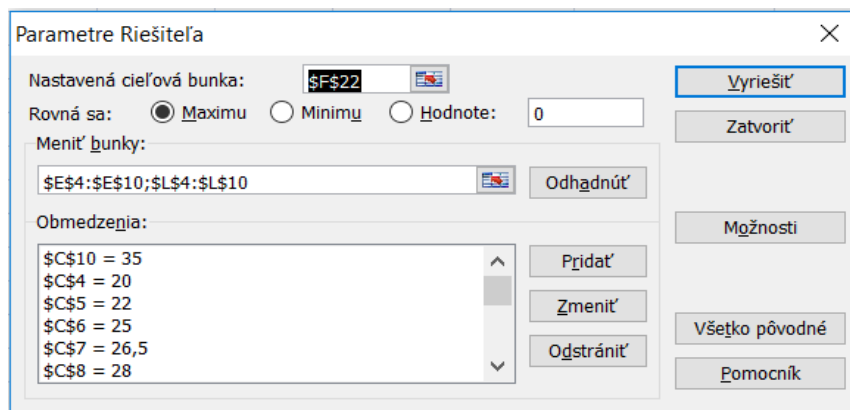 Parametre Riešiteľa
Nastavená cieľová bunka: $F$22
Vyriešiť
Rovná sa: Maximu Minimu Hodnote: 0
Zatvoriť
Meniť bunky:
$E$4:$E$10;$L$4:$L$10
Odhadnúť
Obmedzenia:
Možnosti
$C$10 = 35
Pridať
$C$4 = 20
$C$5 = 22
Zmeniť
$C$6 = 25
Všetko pôvodné
$C$7 = 26,5
Odstrániť
$C$8 = 28
Pomocník